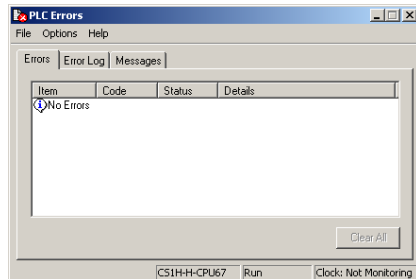 PLC Errors
File Options Help
Errors Error Log Messages
Item Code Status Details
No Errors
Clear All
CS1H-H-CPU67 Run Clock: Not Monitoring